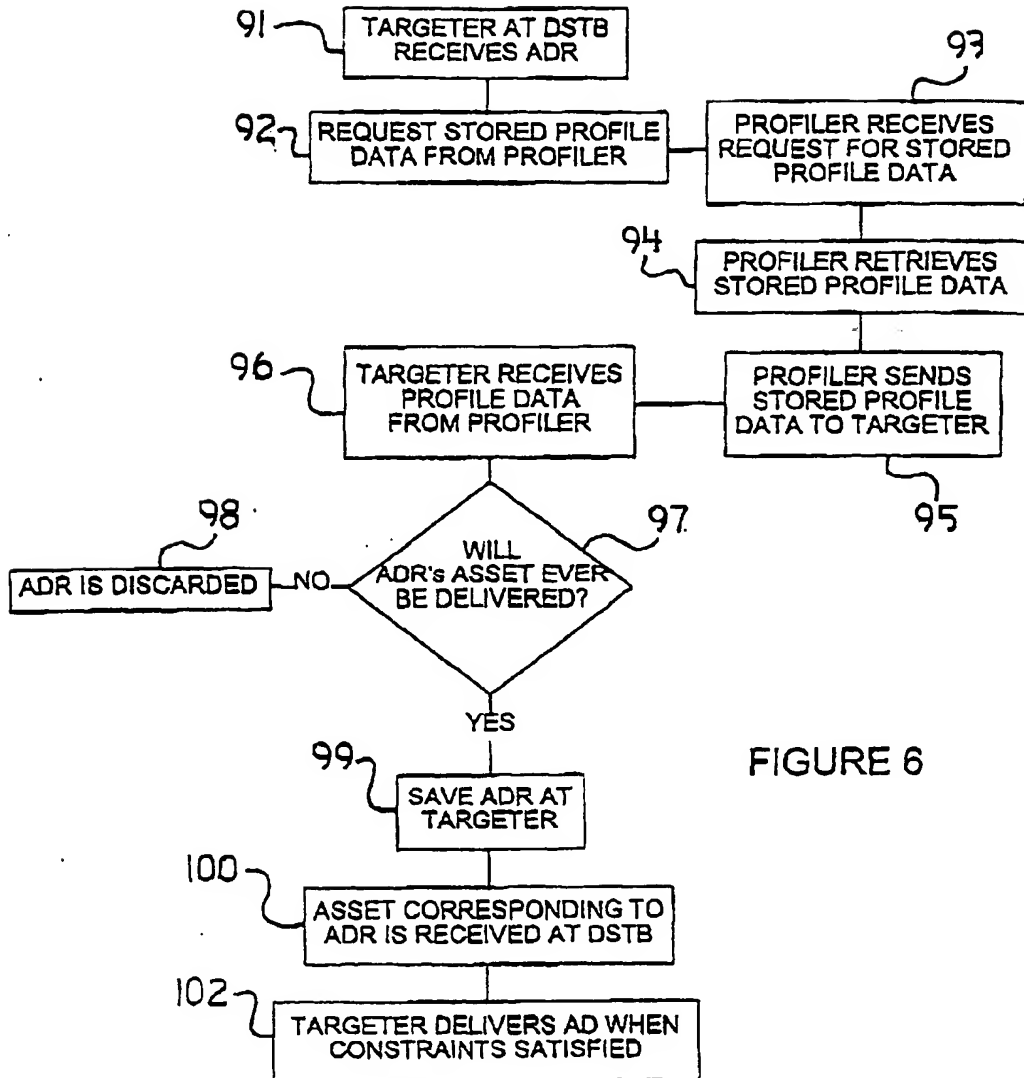 91
TARGETER AT DSTB
RECEIVES ADR
92
REQUEST STORED PROFILE
DATA FROM PROFILER
93
PROFILER RECEIVES
REQUEST FOR STORED
PROFILE DATA
94
PROFILER RETRIEVES
STORED PROFILE DATA
95
PROFILER SENDS
STORED PROFILE
DATA TO TARGETER
96
TARGETER RECEIVES
PROFILE DATA
FROM PROFILER
97
WILL
ADR's ASSET EVER
BE DELIVERED?
NO
98
ADR IS DISCARDED
YES
99
SAVE ADR AT
TARGETER
100
ASSET CORRESPONDING TO
ADR IS RECEIVED AT DSTB
102
TARGETER DELIVERS AD WHEN
CONSTRAINTS SATISFIED
FIGURE 6